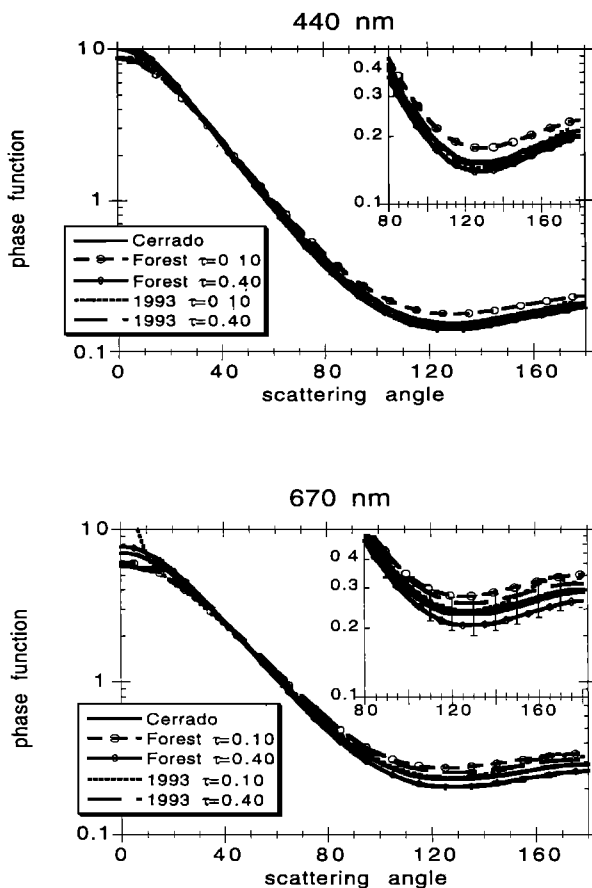 440 nm
10
0.4
0.3
0.2
0.1
80 120 160
phase function
1
Cerrado
Forest τ=0 10
Forest τ=0.40
1993 τ=0 10
1993 τ=0.40
0.1
0 40 80 120 160
scattering angle
670 nm
10
0 4
0.3
0.2
0.1
80 120 160
phase function
1
Cerrado
Forest τ=0.10
Forest τ=0.40
1993 τ=0.10
1993 τ=0.40
0.1
0 40 80 120 160
scattering angle